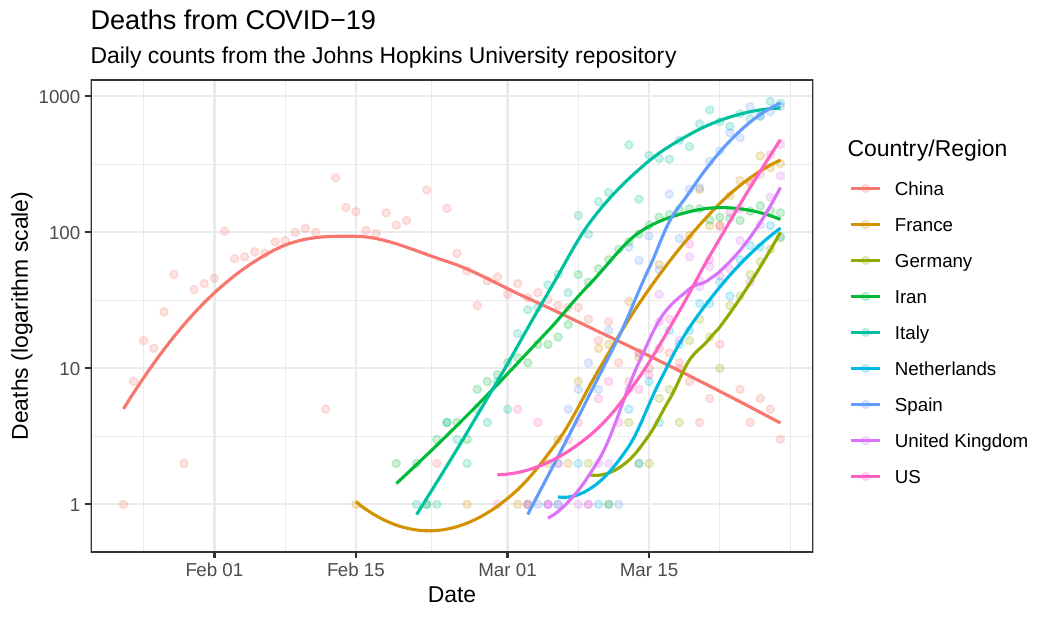 Deaths from COVID−19
Daily counts from the Johns Hopkins University repository
Deaths (logarithm scale)
1000
100
10
1
Feb 01
Feb 15
Mar 01
Mar 15
Date
Country/Region
China
France
Germany
Iran
Italy
Netherlands
Spain
United Kingdom
US